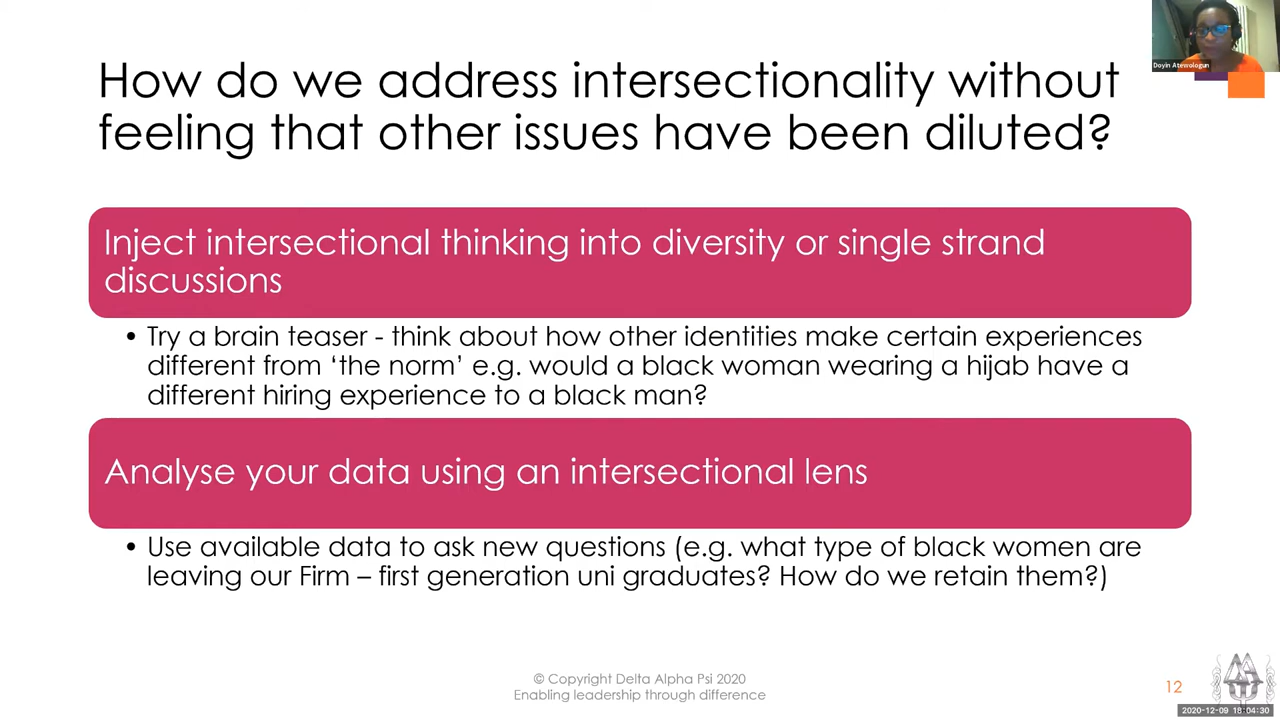 Doyin Atewologun
How do we address intersectionality without
feeling that other issues have been diluted?
Inject intersectional thinking into diversity or single strand
discussions
• Try a brain teaser - think about how other identities make certain experiences
different from ‘the norm’ e.g. would a black woman wearing a hijab have a
different hiring experience to a black man?
Analyse your data using an intersectional lens
• Use available data to ask new questions (e.g. what type of black women are
leaving our Firm – first generation uni graduates? How do we retain them?)
© Copyright Delta Alpha Psi 2020
Enabling leadership through difference
12
2020-12-09 18:04:30